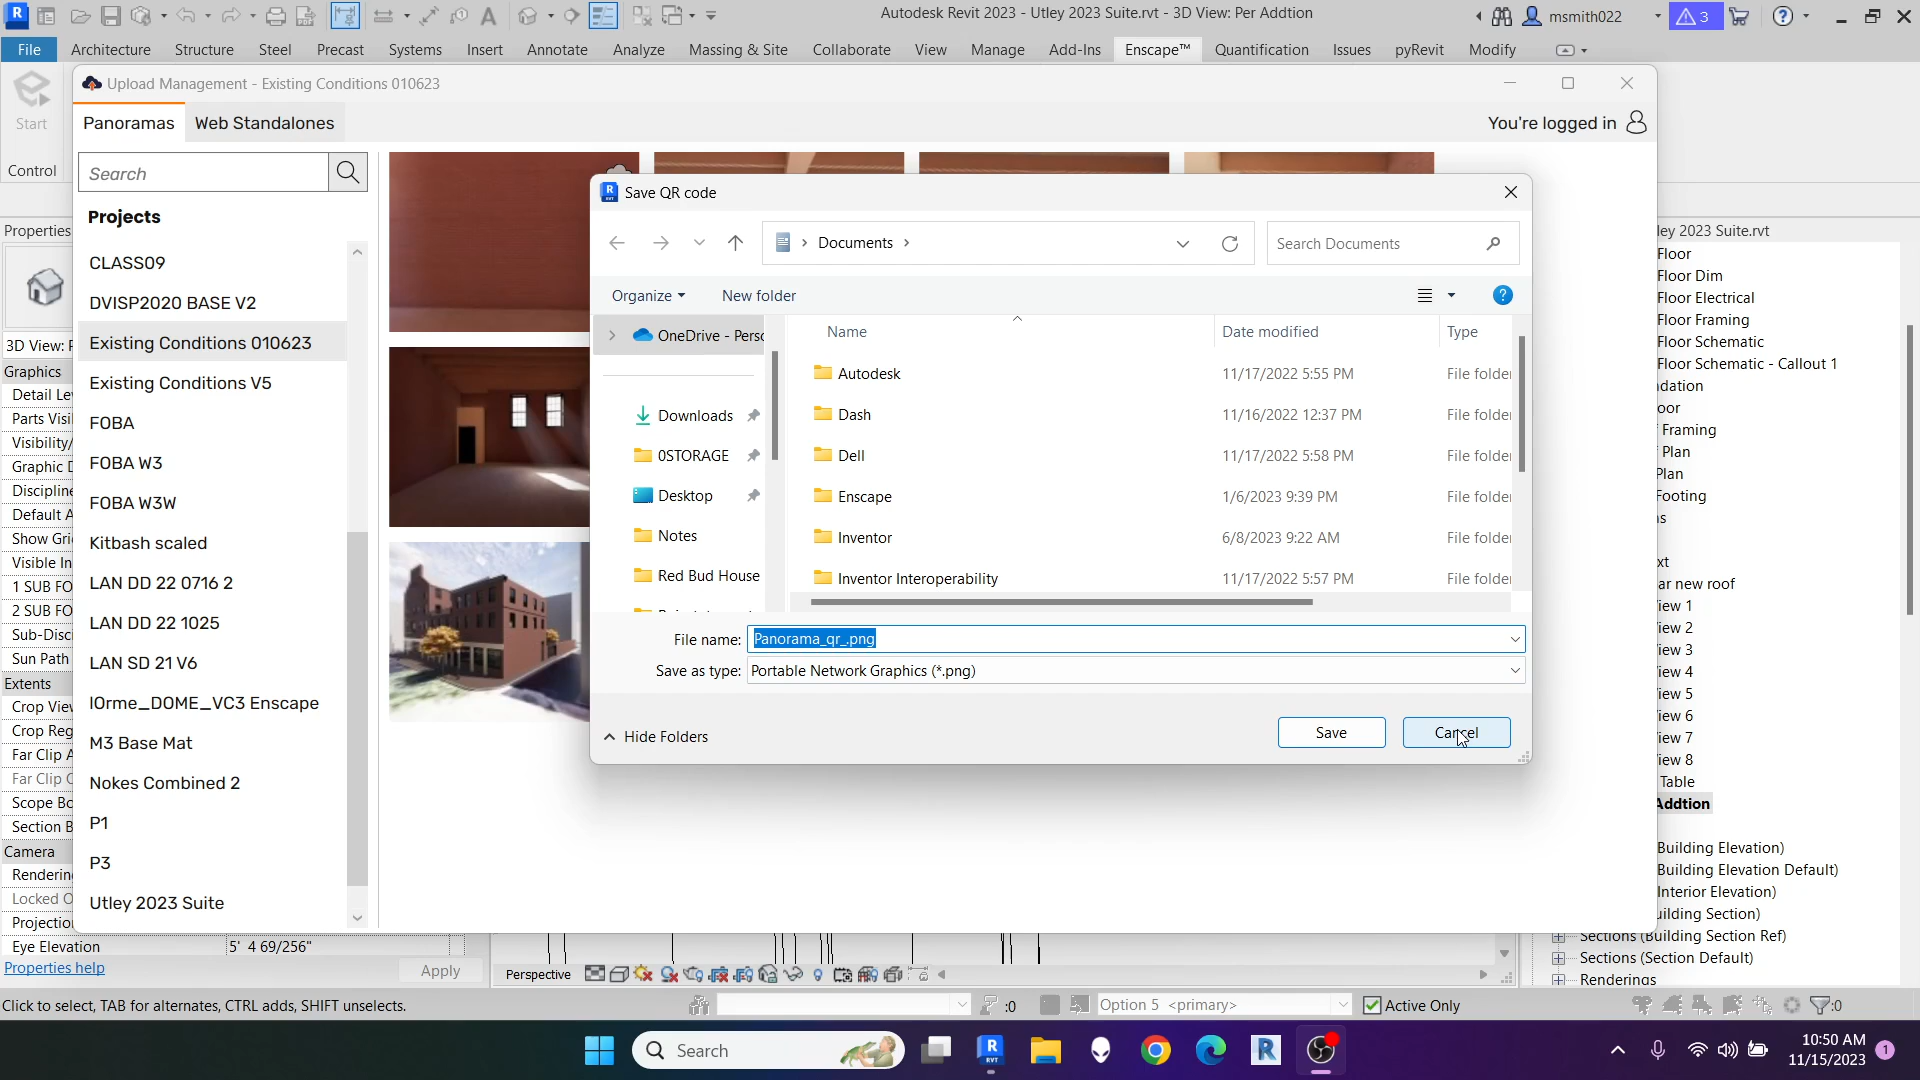 Autodesk Revit 2023 - Utley 2023 Suite.rvt - 3D View: Per Addtion
msmith022
3
File Architecture Structure Steel Precast Systems Insert Annotate Analyze Massing & Site Collaborate View Manage Add-Ins Enscape™ Quantification Issues pyRevit Modify
Upload Management - Existing Conditions 010623
Start
Panoramas Web Standalones
You're logged in
Control
Search
Projects
CLASS09
DVISP2020 BASE V2
Existing Conditions 010623
Existing Conditions V5
FOBA
FOBA W3
FOBA W3W
Kitbash scaled
LAN DD 22 0716 2
LAN DD 22 1025
LAN SD 21 V6
lOrme_DOME_VC3 Enscape
M3 Base Mat
Nokes Combined 2
P1
P3
Utley 2023 Suite
Properties
3D View:
Graphics
Detail
Parts
Visibility/
Graphic
Discipline
Default
Show
Visible In
1 SUB FO
2 SUB FO
Sub-Disc
Sun Path
Extents
Crop
Crop
Far Clip
Far Clip
Scope
Section
Camera
Rendering
Locked
Projection
Eye Elevation 5' 4 69/256"
Properties help
Apply
Save QR code
Documents
Search Documents
Organize New folder
Name Date modified Type
OneDrive - Perso
Downloads
0STORAGE
Desktop
Notes
Red Bud House
Autodesk 11/17/2022 5:55 PM File folder
Dash 11/16/2022 12:37 PM File folder
Dell 11/17/2022 5:58 PM File folder
Enscape 1/6/2023 9:39 PM File folder
Inventor 6/8/2023 9:22 AM File folder
Inventor Interoperability 11/17/2022 5:57 PM File folder
File name: Panorama_qr_.png
Save as type: Portable Network Graphics (*.png)
Hide Folders
Save
Cancel
ley 2023 Suite.rvt
Floor
Floor Dim
Floor Electrical
Floor Framing
Floor Schematic
Floor Schematic - Callout 1
dation
oor
f Framing
f Plan
Plan
Footing
s
xt
ar new roof
iew 1
iew 2
iew 3
iew 4
iew 5
iew 6
iew 7
iew 8
Table
Addtion
Building Elevation)
Building Elevation Default)
Interior Elevation)
uilding Section)
Sections (Building Section Ref)
Sections (Section Default)
Renderings
Perspective
Click to select, TAB for alternates, CTRL adds, SHIFT unselects.
:0
Option 5 <primary>
Active Only
:0
Search
10:50 AM
11/15/2023
1